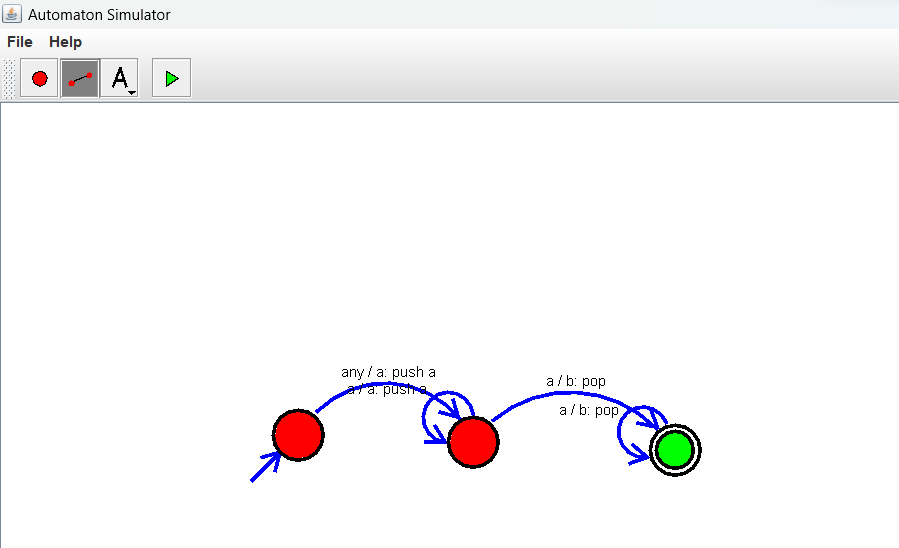 Automaton Simulator
File Help
A
any / a: push a
a / a: push a
a / b: pop
a / b: pop